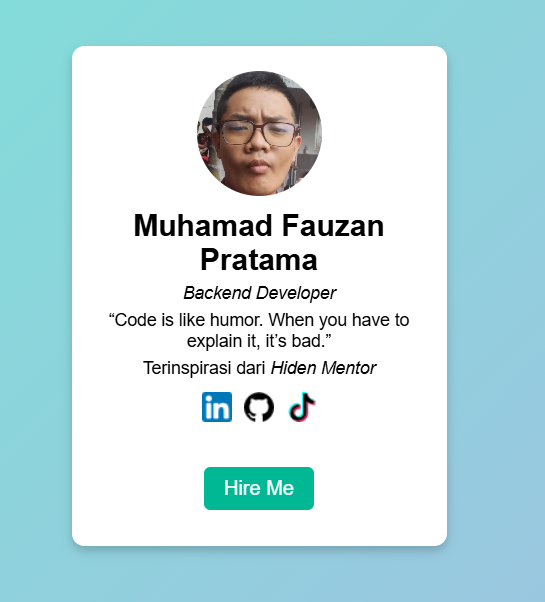 Muhamad Fauzan
Pratama
Backend Developer
“Code is like humor. When you have to
explain it, it’s bad.”
Terinspirasi dari Hiden Mentor
in
Hire Me